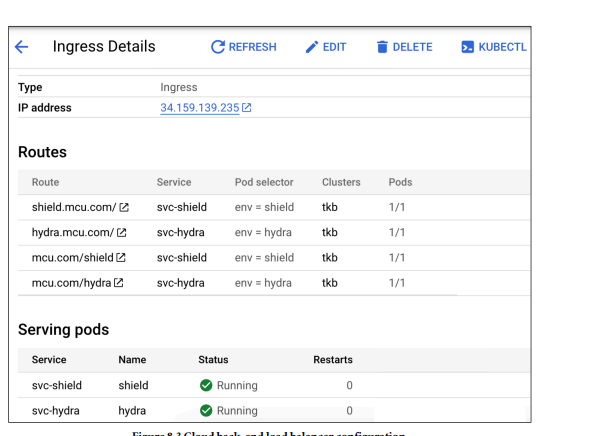 Ingress Details REFRESH EDIT DELETE KUBECTL
Type Ingress
IP address 34.159.139.235
Routes
Route Service Pod selector Clusters Pods
shield.mcu.com/ svc-shield env = shield tkb 1/1
hydra.mcu.com/ svc-hydra env = hydra tkb 1/1
mcu.com/shield svc-shield env = shield tkb 1/1
mcu.com/hydra svc-hydra env = hydra tkb 1/1
Serving pods
Service Name Status Restarts
svc-shield shield Running 0
svc-hydra hydra Running 0
Figure 8.3 Cloud back-end load balancer configuration